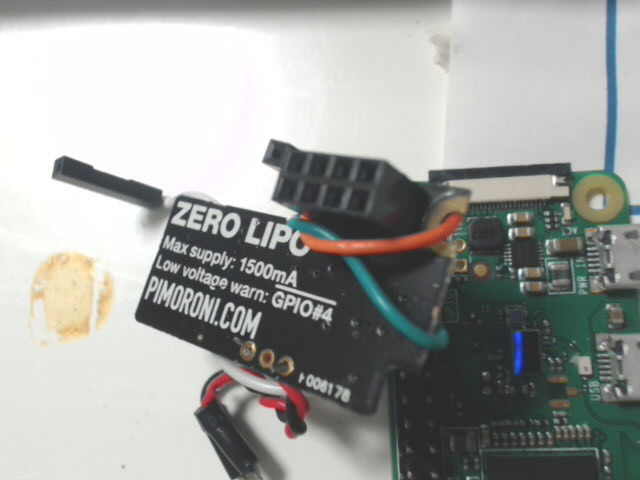 ZERO LIPO
Max supply: 1500mA
Low voltage warn: GPIO#4
PIMORONI.COM
006178
PWR
USB